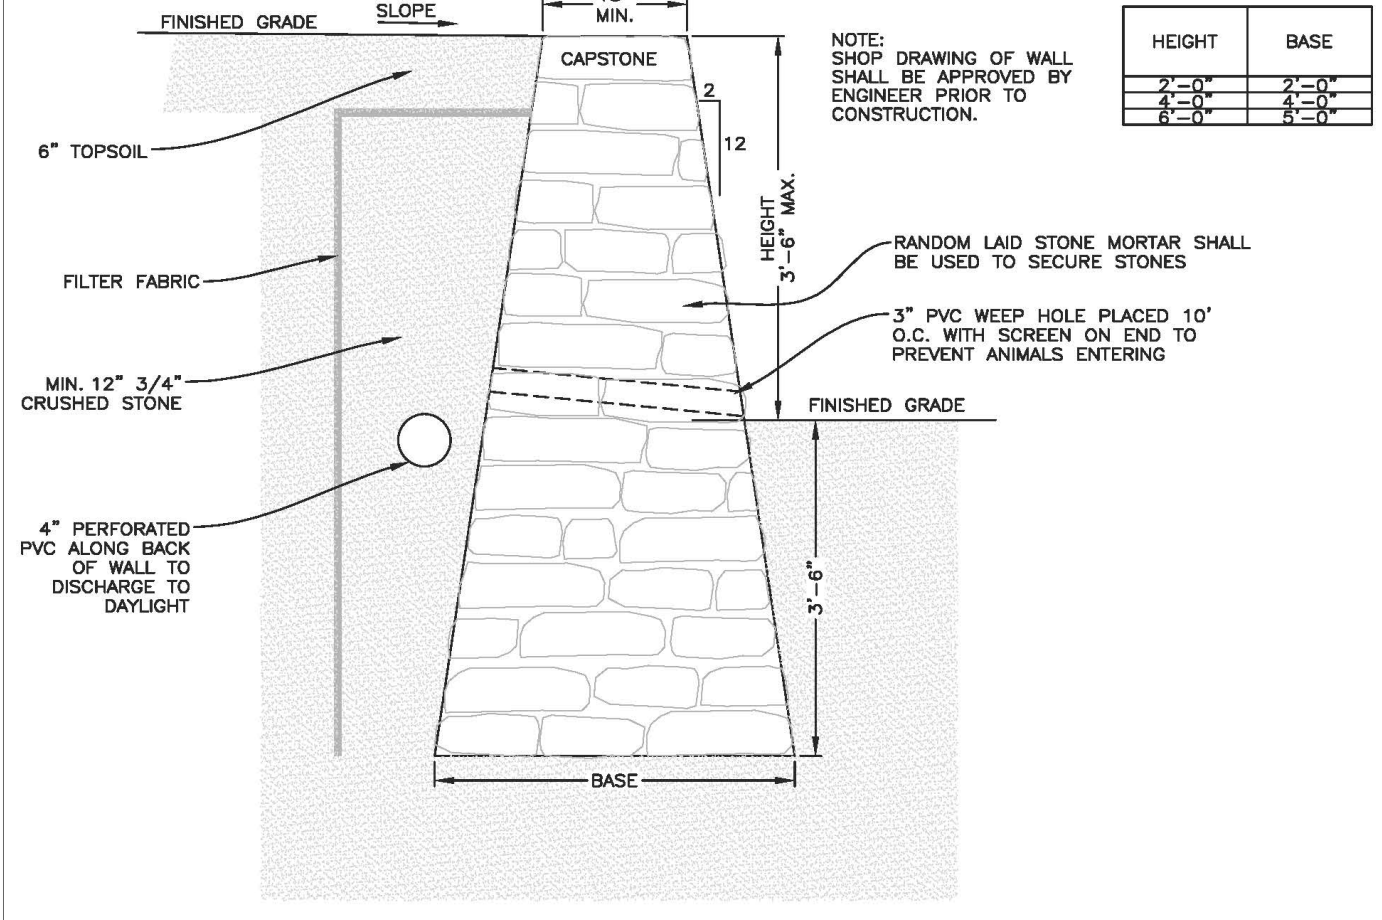 SLOPE
FINISHED GRADE
MIN.
CAPSTONE
2
12
6" TOPSOIL
FILTER FABRIC
MIN. 12" 3/4"
CRUSHED STONE
4" PERFORATED
PVC ALONG BACK
OF WALL TO
DISCHARGE TO
DAYLIGHT
HEIGHT
3'-6" MAX.
NOTE:
SHOP DRAWING OF WALL
SHALL BE APPROVED BY
ENGINEER PRIOR TO
CONSTRUCTION.
HEIGHT BASE
2'-0" 2'-0"
4'-0" 4'-0"
6'-0" 5'-0"
RANDOM LAID STONE MORTAR SHALL
BE USED TO SECURE STONES
3" PVC WEEP HOLE PLACED 10'
O.C. WITH SCREEN ON END TO
PREVENT ANIMALS ENTERING
FINISHED GRADE
3'-6"
BASE